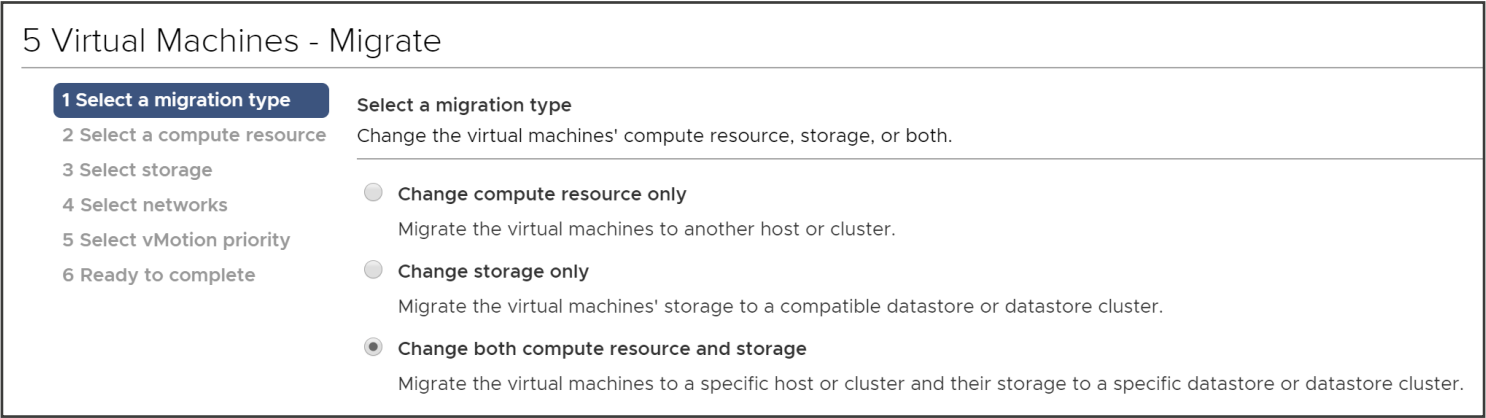 5 Virtual Machines - Migrate
1 Select a migration type
2 Select a compute resource
3 Select storage
4 Select networks
5 Select vMotion priority
6 Ready to complete
Select a migration type
Change the virtual machines' compute resource, storage, or both.
Change compute resource only
Migrate the virtual machines to another host or cluster.
Change storage only
Migrate the virtual machines' storage to a compatible datastore or datastore cluster.
Change both compute resource and storage
Migrate the virtual machines to a specific host or cluster and their storage to a specific datastore or datastore cluster.